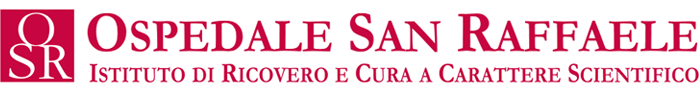 OSR
OSPEDALE SAN RAFFAELE
ISTITUTO DI RICOVERO E CURA A CARATTERE SCIENTIFICO